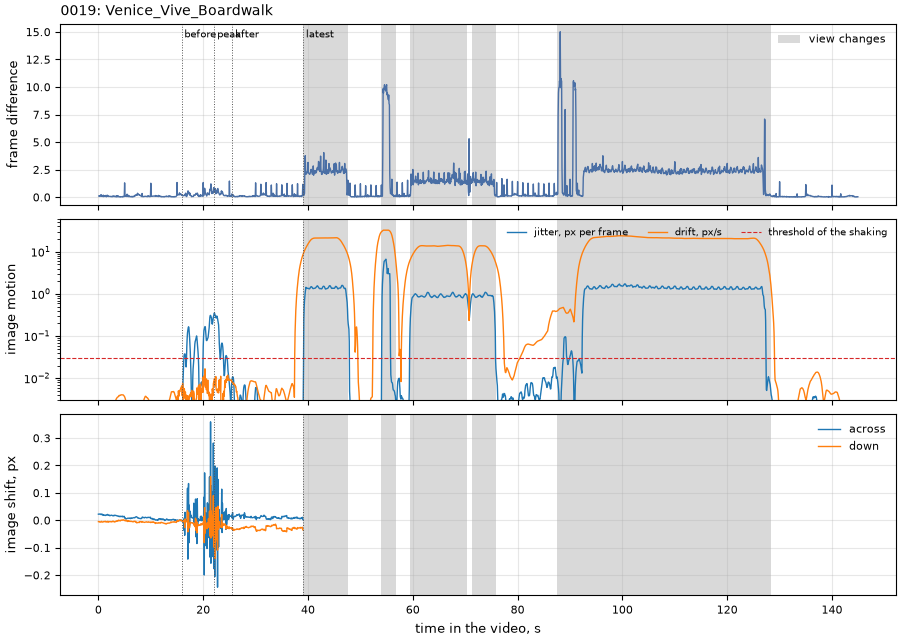 0019: Venice_Vive_Boardwalk
before peak after latest
view changes
frame difference
15.0
12.5
10.0
7.5
5.0
2.5
0.0
jitter, px per frame drift, px/s threshold of the shaking
image motion
10¹
10⁰
10⁻¹
10⁻²
across
down
image shift, px
0.3
0.2
0.1
0.0
−0.1
−0.2
0 20 40 60 80 100 120 140
time in the video, s